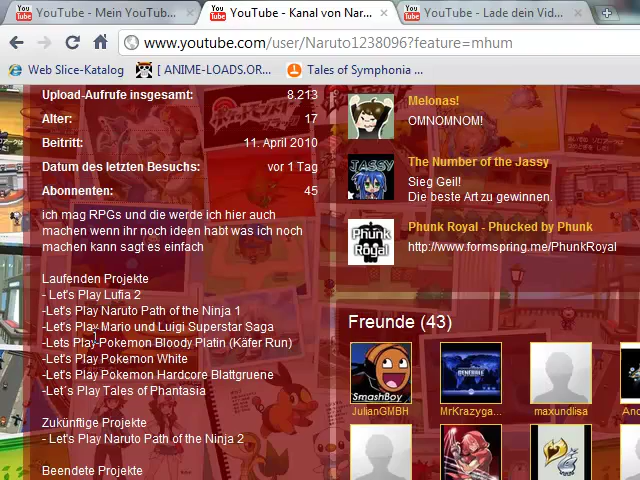 YouTube - Mein YouTub...
YouTube - Kanal von Nar...
YouTube - Lade dein Vid...
www.youtube.com/user/Naruto1238096?feature=mhum
Web Slice-Katalog
[ ANIME-LOADS.OR...
Tales of Symphonia ...
Upload-Aufrufe insgesamt: 8.213
Alter: 17
Beitritt: 11. April 2010
Datum des letzten Besuchs: vor 1 Tag
Abonnenten: 45
ich mag RPGs und die werde ich hier auch
machen wenn ihr noch ideen habt was ich noch
machen kann sagt es einfach
Laufenden Projekte
- Let's Play Lufia 2
-Let's Play Naruto Path of the Ninja 1
-Let's Play Mario und Luigi Superstar Saga
-Lets Play Pokemon Bloody Platin (Käfer Run)
-Let's Play Pokemon White
-Let's Play Pokemon Hardcore Blattgruene
-Let´s Play Tales of Phantasia
Zukünftige Projekte
- Let's Play Naruto Path of the Ninja 2
Beendete Projekte
Melonas!
OMNOMNOM!
JASSY
The Number of the Jassy
Sieg Geil!
Die beste Art zu gewinnen.
Phunk
Royal
Phunk Royal - Phucked by Phunk
http://www.formspring.me/PhunkRoyal
Freunde (43)
SmashBoy
JulianGMBH
MrKrazyga...
maxundlisa